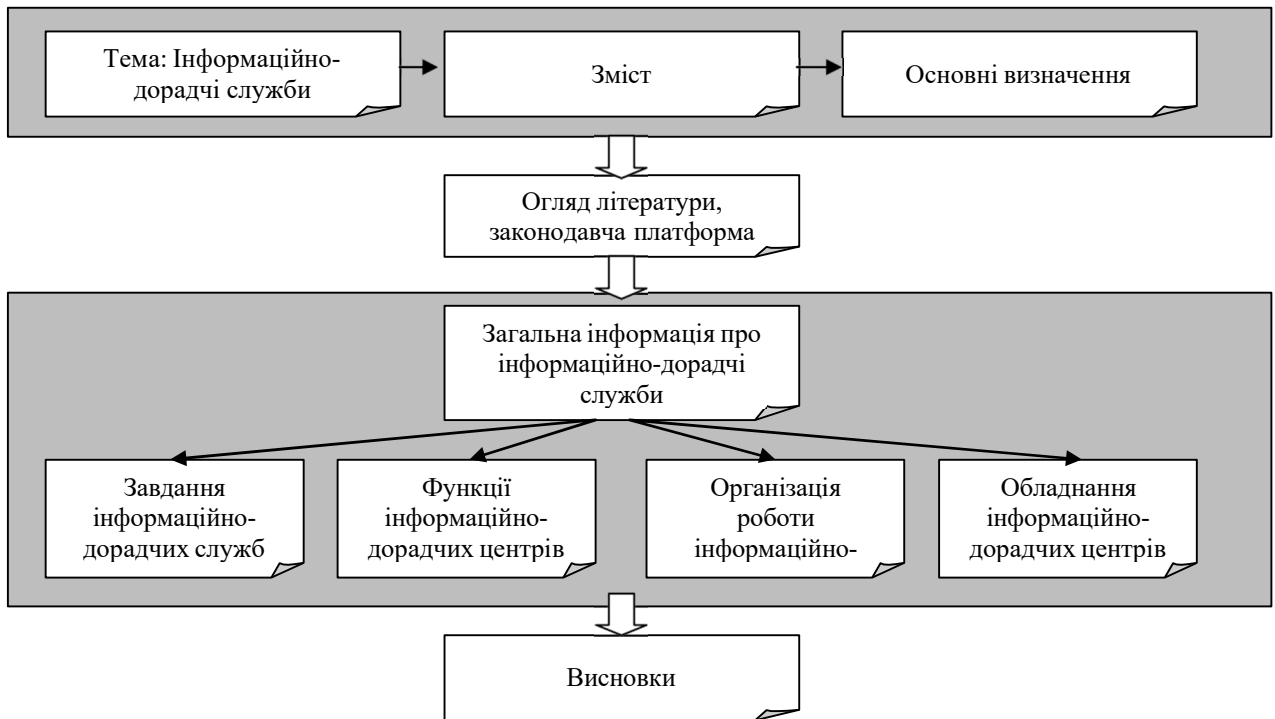 Тема: Інформаційно-
дорадчі служби
Зміст
Основні визначення
Огляд літератури,
законодавча платформа
Загальна інформація про
інформаційно-дорадчі
служби
Завдання
інформаційно-
дорадчих служб
Функції
інформаційно-
дорадчих центрів
Організація
роботи
інформаційно-
Обладнання
інформаційно-
дорадчих центрів
Висновки